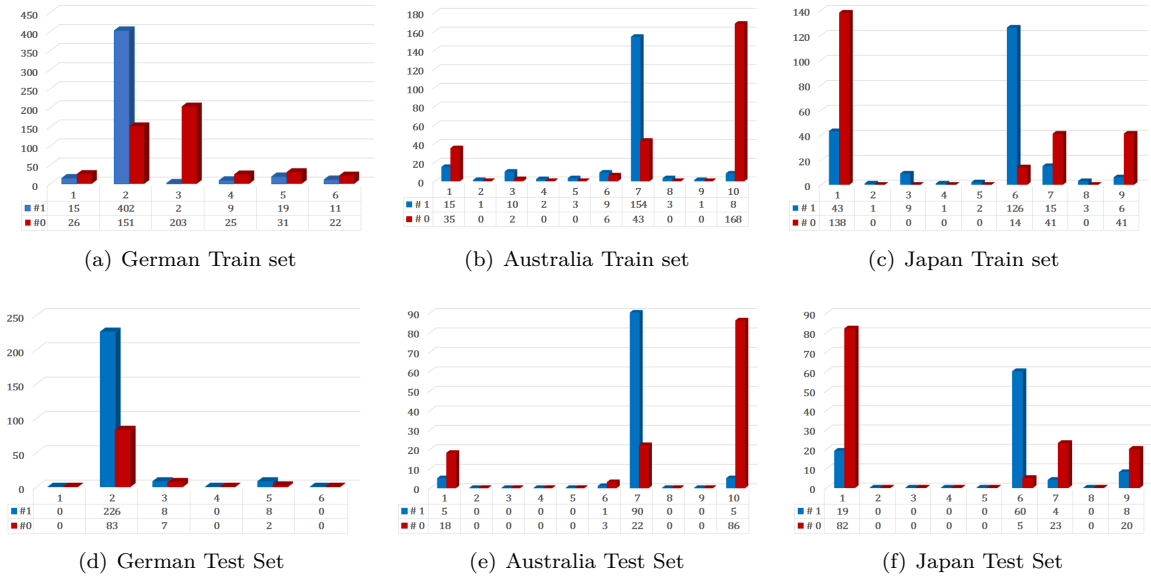 450
400
350
300
250
200
150
100
50
0
1 2 3 4 5 6
#1 15 402 2 9 19 11
#0 26 151 203 25 31 22
(a) German Train set
180
160
140
120
100
80
60
40
20
0
1 2 3 4 5 6 7 8 9 10
# 1 15 1 10 2 3 9 154 3 1 8
# 0 35 0 2 0 0 6 43 0 0 168
(b) Australia Train set
140
120
100
80
60
40
20
0
1 2 3 4 5 6 7 8 9
# 1 43 1 9 1 2 126 15 3 6
# 0 138 0 0 0 0 14 41 0 41
(c) Japan Train set
250
200
150
100
50
0
1 2 3 4 5 6
#1 0 226 8 0 8 0
#0 0 83 7 0 2 0
(d) German Test Set
90
80
70
60
50
40
30
20
10
0
1 2 3 4 5 6 7 8 9 10
# 1 5 0 0 0 0 1 90 0 0 5
# 0 18 0 0 0 0 3 22 0 0 86
(e) Australia Test Set
90
80
70
60
50
40
30
20
10
0
1 2 3 4 5 6 7 8 9
# 1 19 0 0 0 0 60 4 0 8
# 0 82 0 0 0 0 5 23 0 20
(f) Japan Test Set